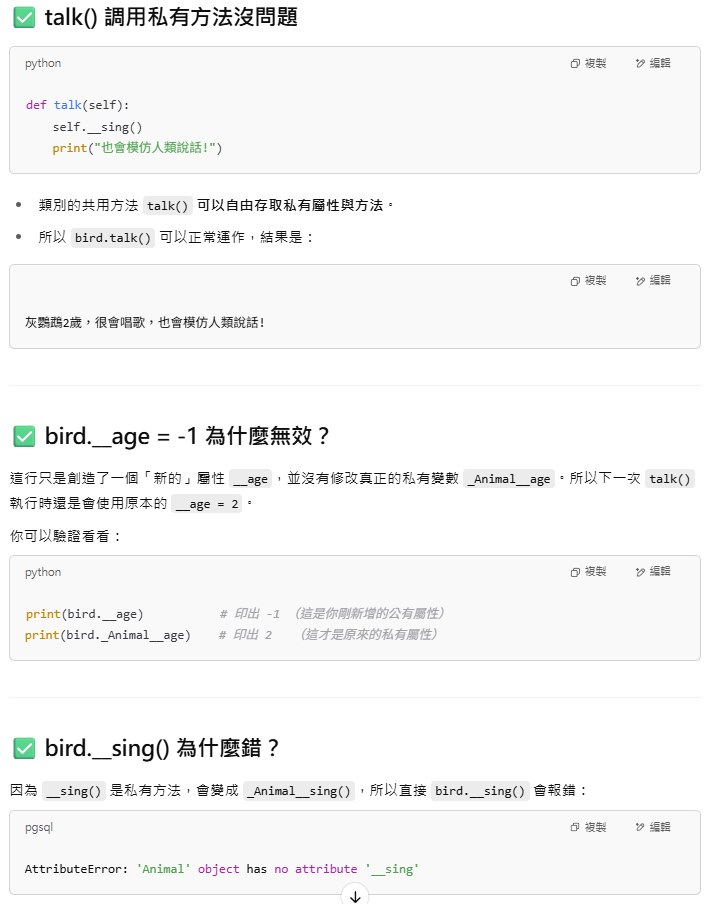 ✅ talk() 調用私有方法沒問題
python
複製
編輯
def talk(self):
    self.__sing()
    print("也會模仿人類說話!")
• 類別的共用方法 talk() 可以自由存取私有屬性與方法。
• 所以 bird.talk() 可以正常運作，結果是：
複製
編輯
灰鸚鵡2歲，很會唱歌，也會模仿人類說話!
✅ bird.__age = -1 為什麼無效？
這行只是創造了一個「新的」屬性 __age，並沒有修改真正的私有變數 _Animal__age。所以下一次 talk()
執行時還是會使用原本的 __age = 2。
你可以驗證看看：
python
複製
編輯
print(bird.__age)          # 印出 -1 （這是你剛新增的公有屬性）
print(bird._Animal__age)   # 印出 2  （這才是原來的私有屬性）
✅ bird.__sing() 為什麼錯？
因為 __sing() 是私有方法，會變成 _Animal__sing()，所以直接 bird.__sing() 會報錯：
pgsql
複製
編輯
AttributeError: 'Animal' object has no attribute '__sing'